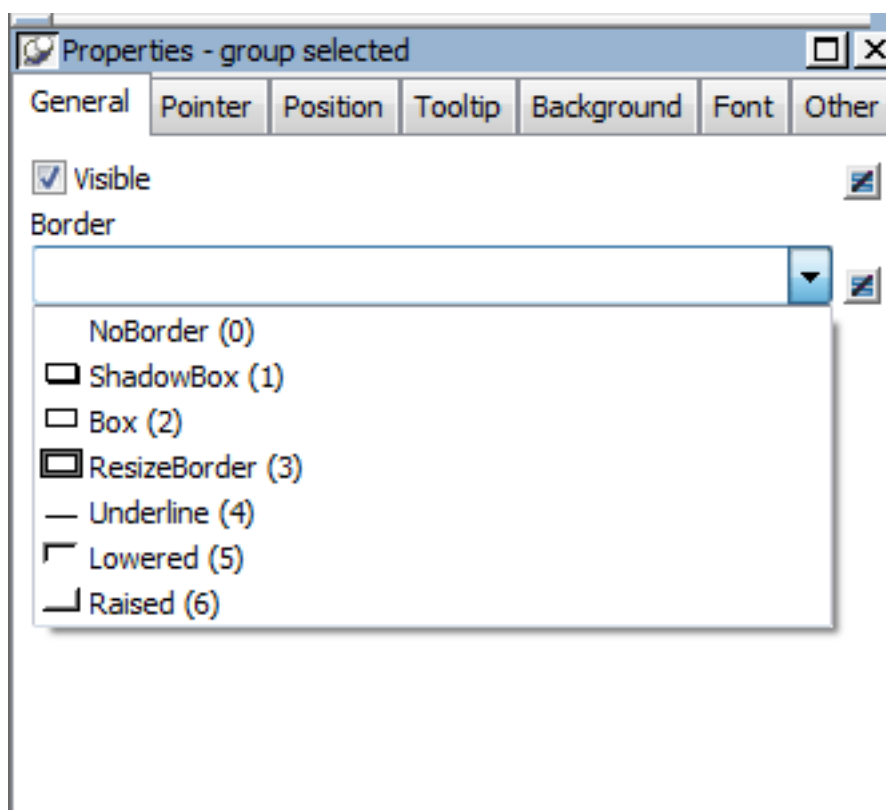 Properties - group selected
General Pointer Position Tooltip Background Font Other
Visible
Border
NoBorder (0)
ShadowBox (1)
Box (2)
ResizeBorder (3)
Underline (4)
Lowered (5)
Raised (6)